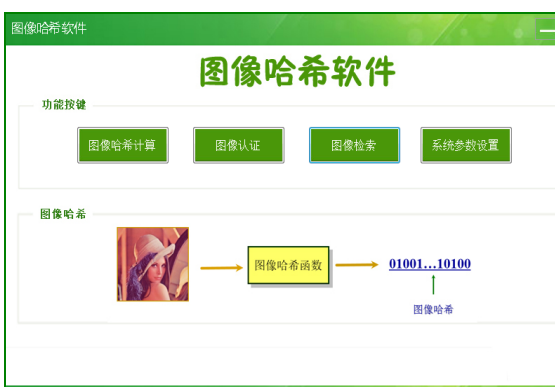 图像哈希软件
图像哈希软件
功能按键
图像哈希计算 图像认证 图像检索 系统参数设置
图像哈希
图像哈希函数 01001...10100
图像哈希